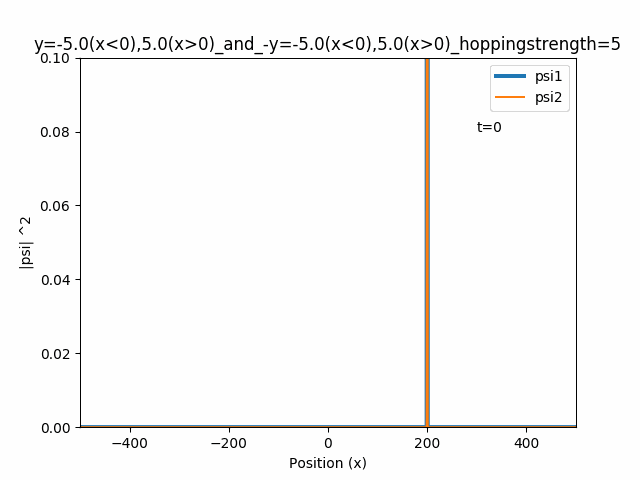 y=-5.0(x<0),5.0(x>0)_and_-y=-5.0(x<0),5.0(x>0)_hoppingstrength=5
psi1
psi2
t=0
|psi| ^2
0.10
0.08
0.06
0.04
0.02
0.00
−400
−200
0
200
400
Position (x)